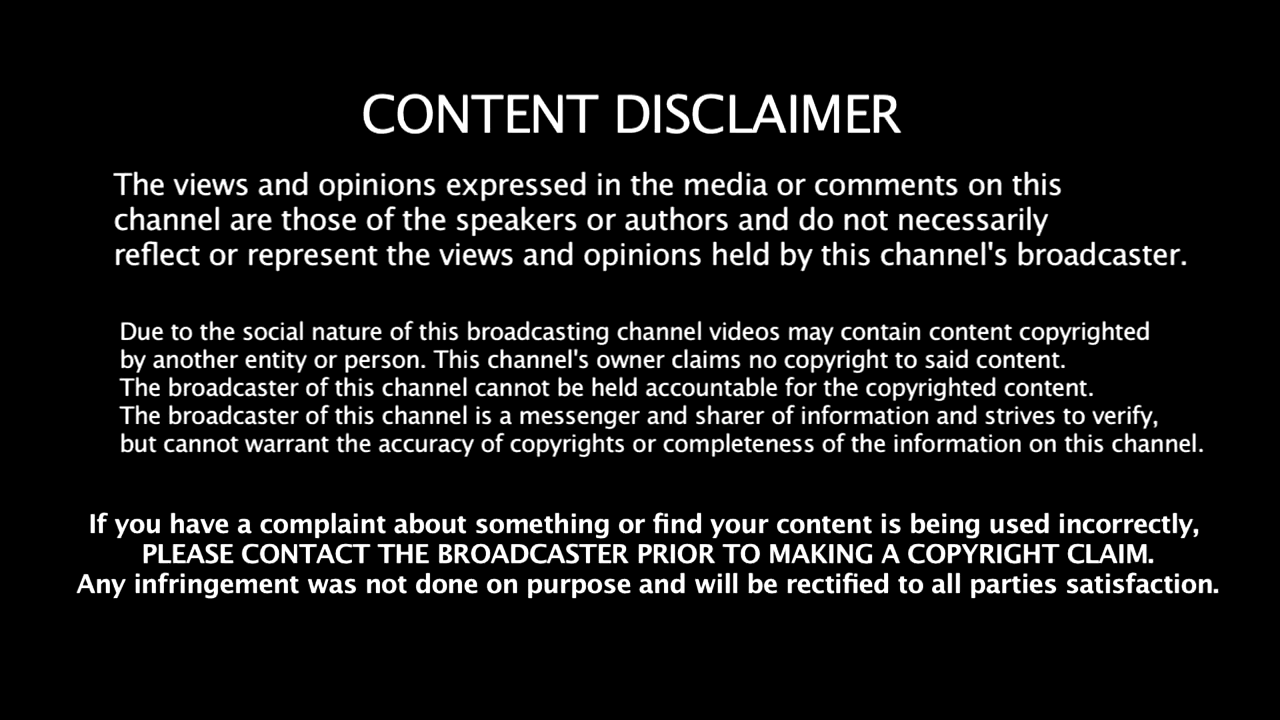 CONTENT DISCLAIMER
The views and opinions expressed in the media or comments on this
channel are those of the speakers or authors and do not necessarily
reflect or represent the views and opinions held by this channel's broadcaster.
Due to the social nature of this broadcasting channel videos may contain content copyrighted
by another entity or person. This channel's owner claims no copyright to said content.
The broadcaster of this channel cannot be held accountable for the copyrighted content.
The broadcaster of this channel is a messenger and sharer of information and strives to verify,
but cannot warrant the accuracy of copyrights or completeness of the information on this channel.
If you have a complaint about something or find your content is being used incorrectly,
PLEASE CONTACT THE BROADCASTER PRIOR TO MAKING A COPYRIGHT CLAIM.
Any infringement was not done on purpose and will be rectified to all parties satisfaction.